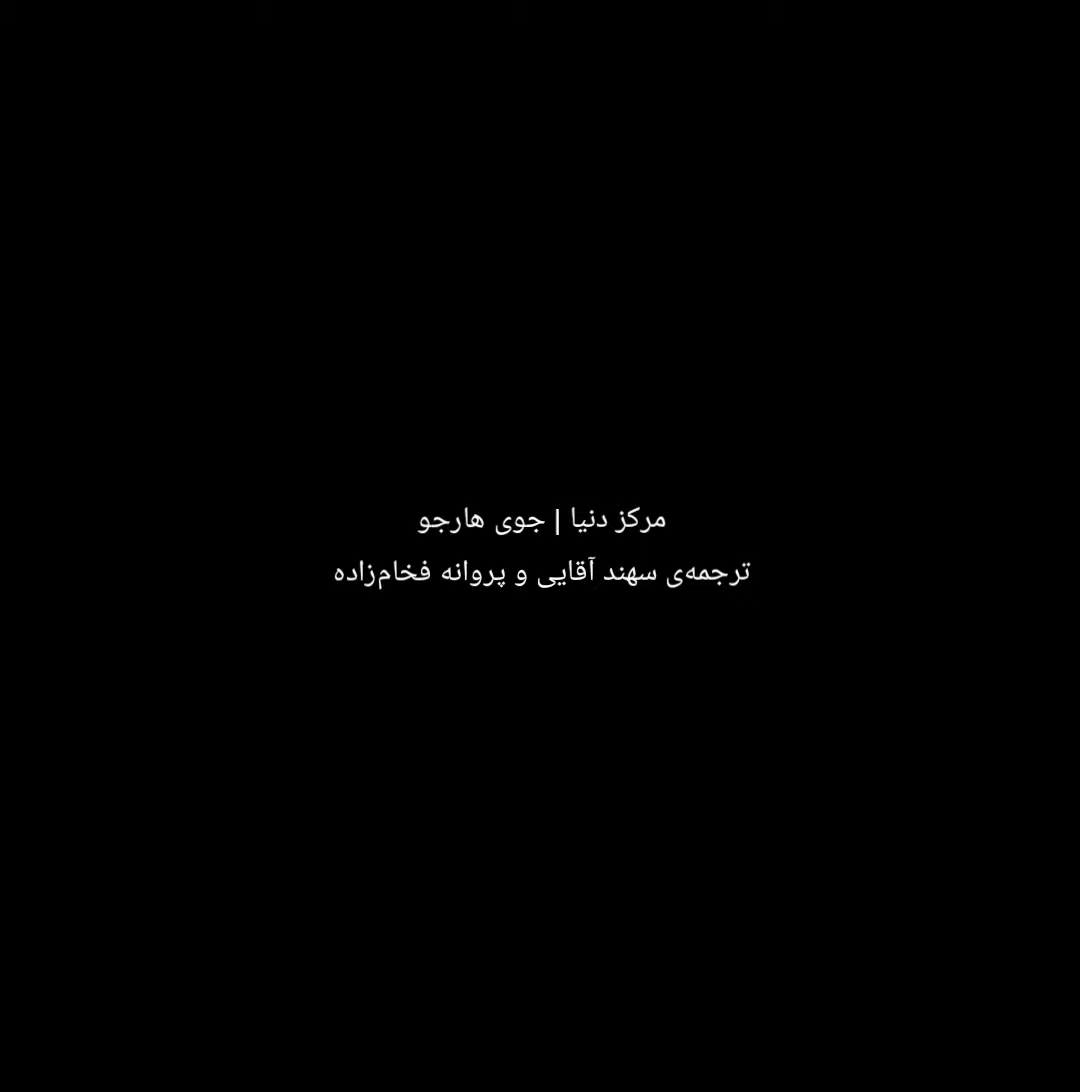 مرکز دنیا | جوی هارجو
ترجمه‌ی سهند آقایی و پروانه فخام‌زاده